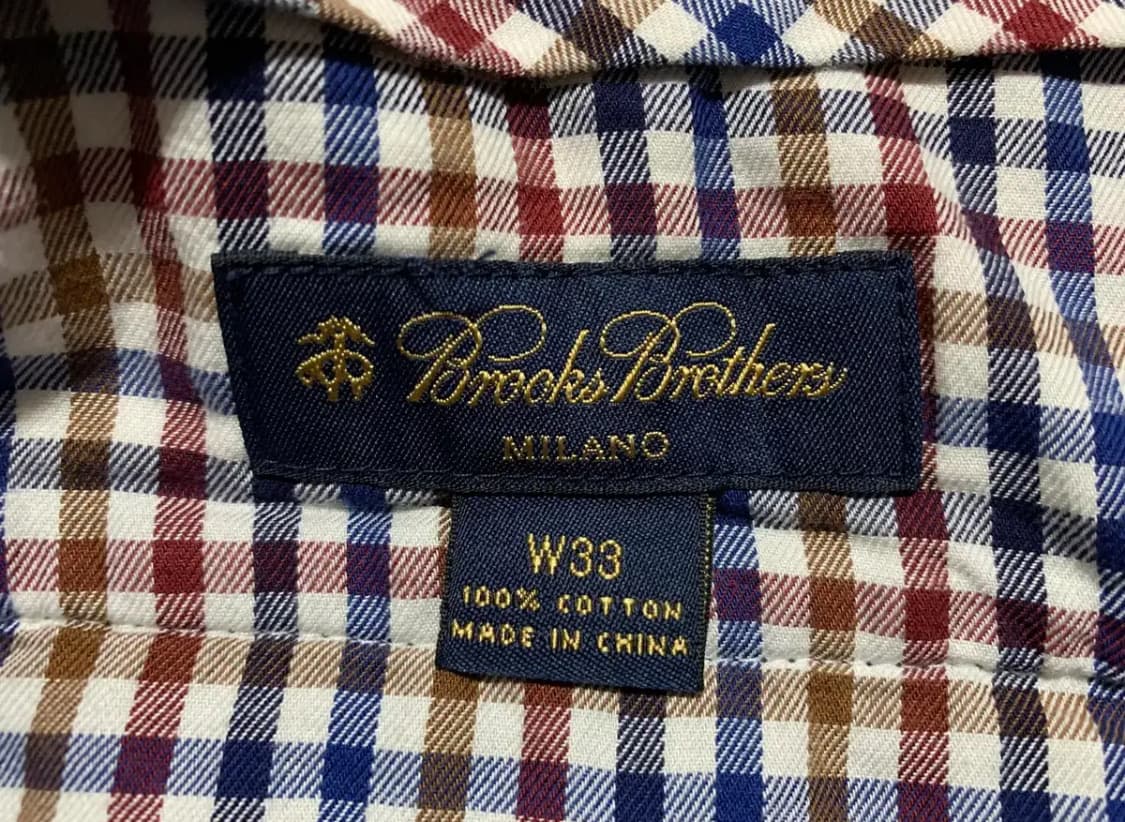 Brooks Brothers
MILANO
W33
100% COTTON
MADE IN CHINA